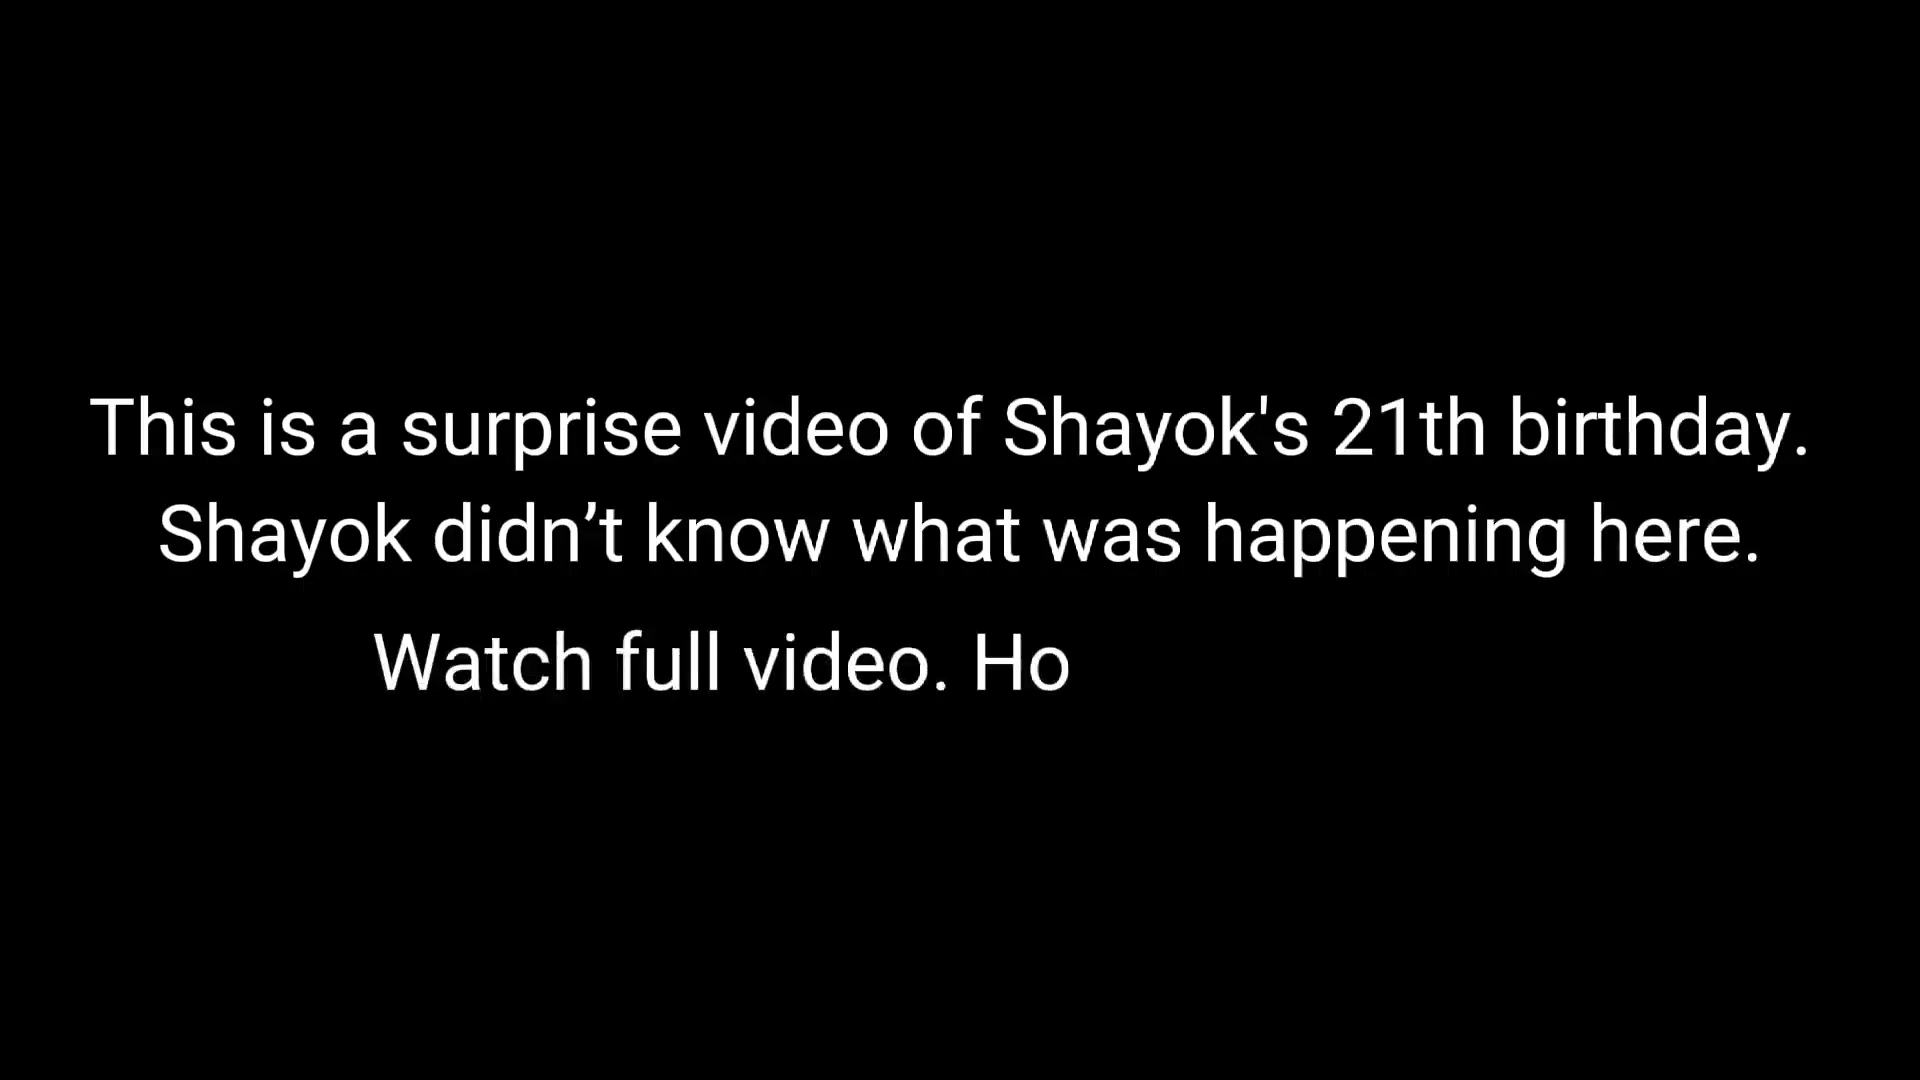 This is a surprise video of Shayok's 21th birthday.
Shayok didn’t know what was happening here.
Watch full video. Ho